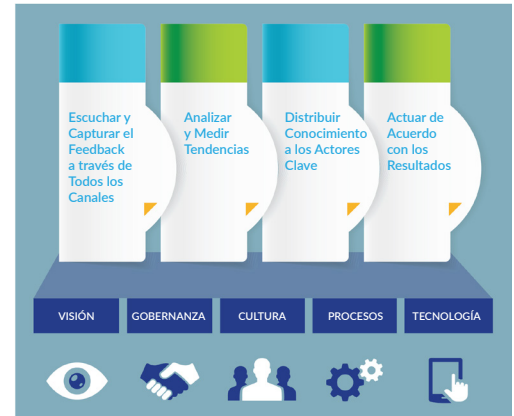 Escuchar y
Capturar el
Feedback
a través de
Todos los
Canales
Analizar
y Medir
Tendencias
Distribuir
Conocimiento
a los Actores
Clave
Actuar de
Acuerdo
con los
Resultados
VISIÓN
GOBERNANZA
CULTURA
PROCESOS
TECNOLOGÍA